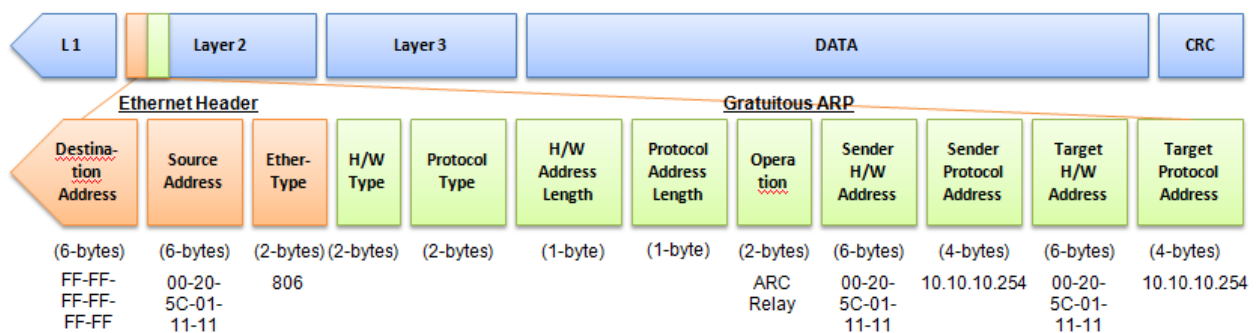 L 1
Layer 2
Layer 3
DATA
CRC
Ethernet Header
Gratuitous ARP
Destina-
tion
Address
Source
Address
Ether-
Type
H/W
Type
Protocol
Type
H/W
Address
Length
Protocol
Address
Length
Opera
tion
Sender
H/W
Address
Sender
Protocol
Address
Target
H/W
Address
Target
Protocol
Address
(6-bytes)
(6-bytes)
(2-bytes)
(2-bytes)
(2-bytes)
(1-byte)
(1-byte)
(2-bytes)
(6-bytes)
(4-bytes)
(6-bytes)
(4-bytes)
FF-FF-
FF-FF-
FF-FF
00-20-
5C-01-
11-11
806
ARC
Relay
00-20-
5C-01-
11-11
10.10.10.254
00-20-
5C-01-
11-11
10.10.10.254